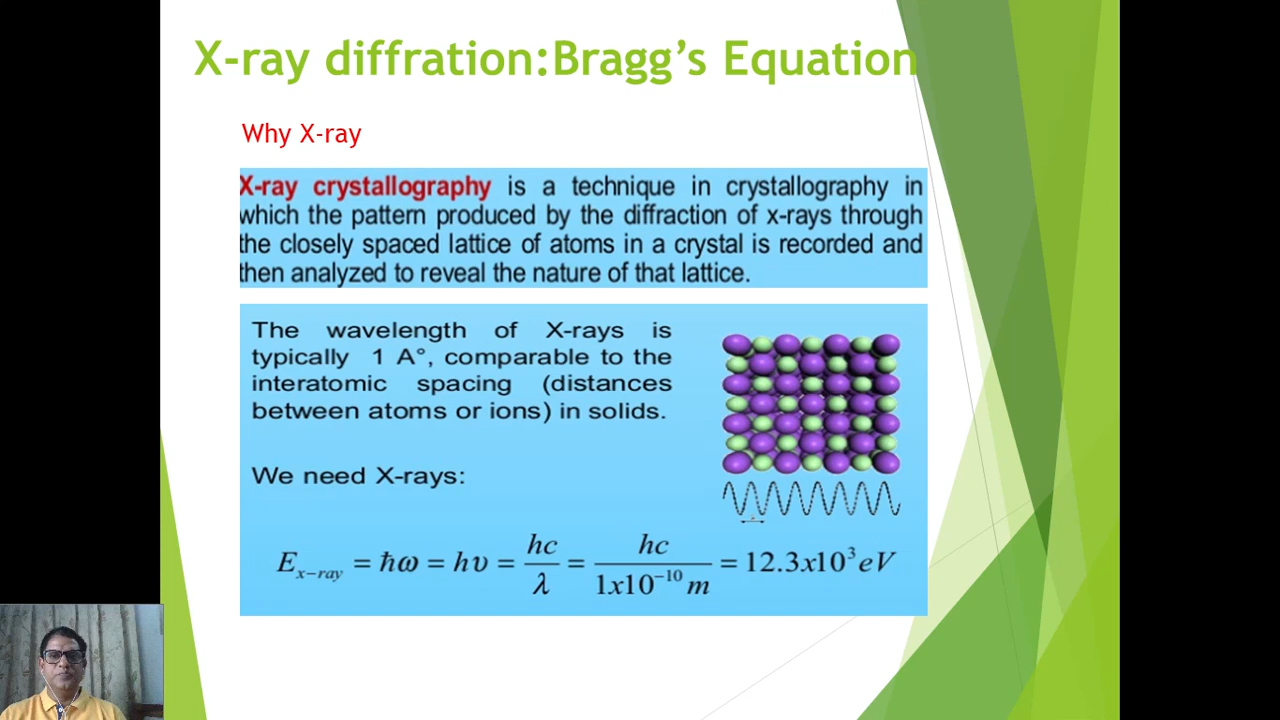 X-ray diffration:Bragg's Equation
Why X-ray
X-ray crystallography is a technique in crystallography in
which the pattern produced by the diffraction of x-rays through
the closely spaced lattice of atoms in a crystal is recorded and
then analyzed to reveal the nature of that lattice.
The wavelength of X-rays is
typically 1 A°, comparable to the
interatomic spacing (distances
between atoms or ions) in solids.
We need X-rays:
E_{x-ray} = ħω = hυ = hc/λ = hc/(1x10^{-10} m) = 12.3x10^3 eV